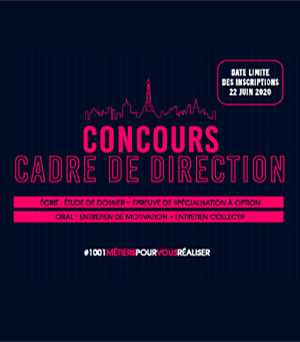 DATE LIMITE
DES INSCRIPTIONS
22 JUIN 2020
CONCOURS
CADRE DE DIRECTION
ÉCRIT : ÉTUDE DE DOSSIER – ÉPREUVE DE SPÉCIALISATION À OPTION
ORAL : ENTRETIEN DE MOTIVATION – ENTRETIEN COLLECTIF
#1001MÉTIERSPOURVOUSRÉALISER